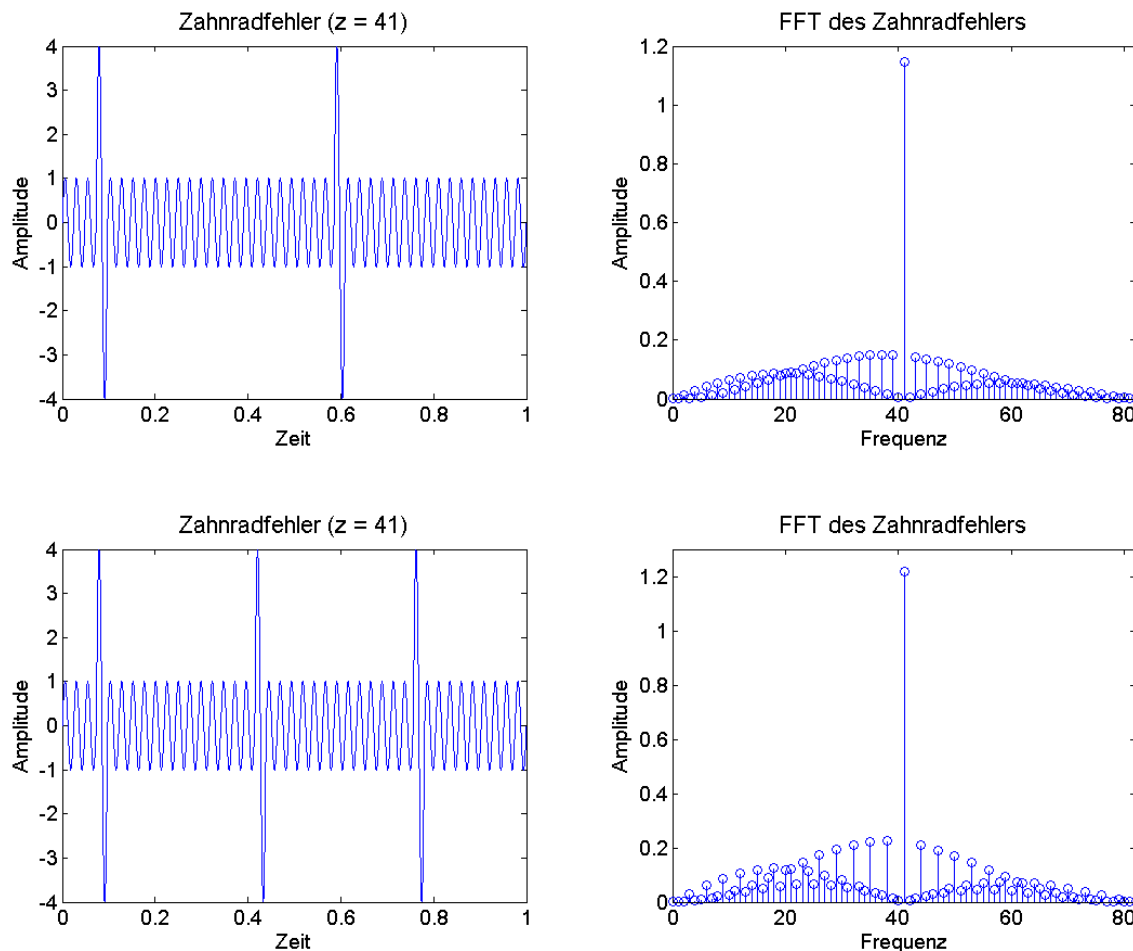 Zahnradfehler (z = 41)
Amplitude
4
3
2
1
0
-1
-2
-3
-4
0 0.2 0.4 0.6 0.8 1
Zeit
FFT des Zahnradfehlers
Amplitude
1.2
1
0.8
0.6
0.4
0.2
0
0 20 40 60 80
Frequenz
Zahnradfehler (z = 41)
Amplitude
4
3
2
1
0
-1
-2
-3
-4
0 0.2 0.4 0.6 0.8 1
Zeit
FFT des Zahnradfehlers
Amplitude
1.2
1
0.8
0.6
0.4
0.2
0
0 20 40 60 80
Frequenz